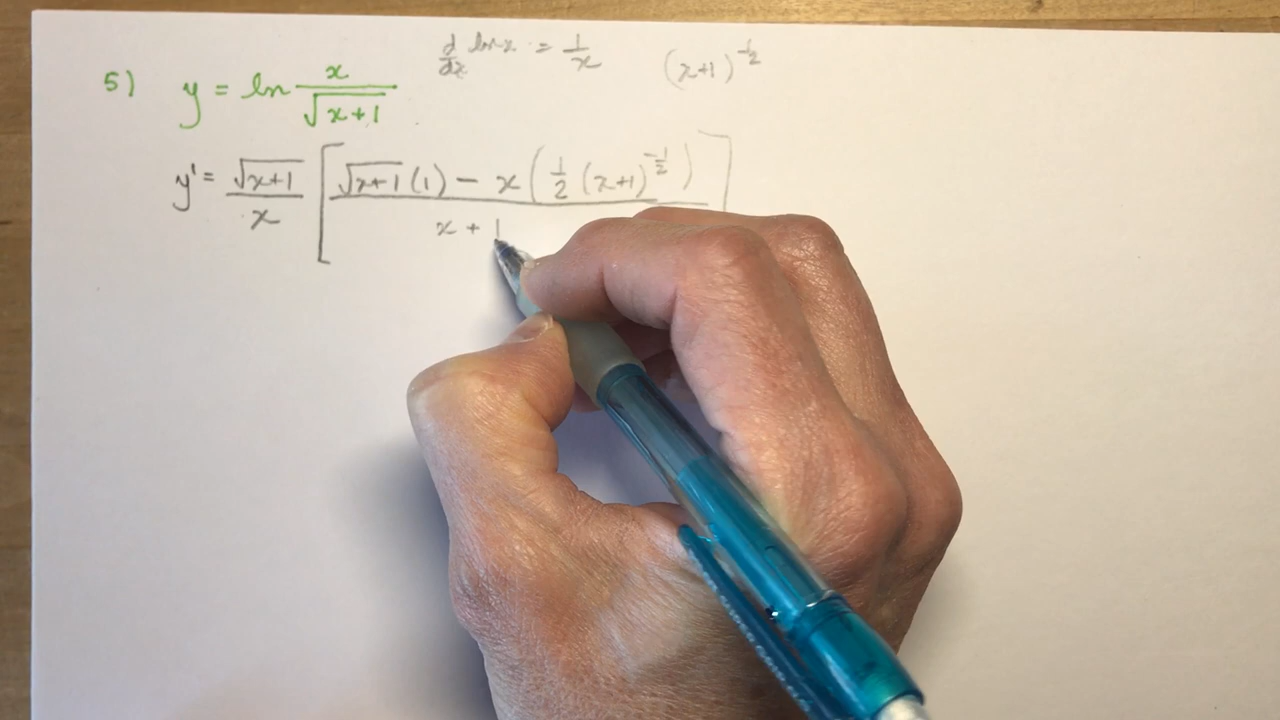 d/dx ln x = 1/x (x+1)^-1/2
5) y = ln x/√(x+1)
y' = √(x+1)/x [ (√(x+1) (1) - x (1/2 (x+1)^-1/2)) / (x + 1) ]